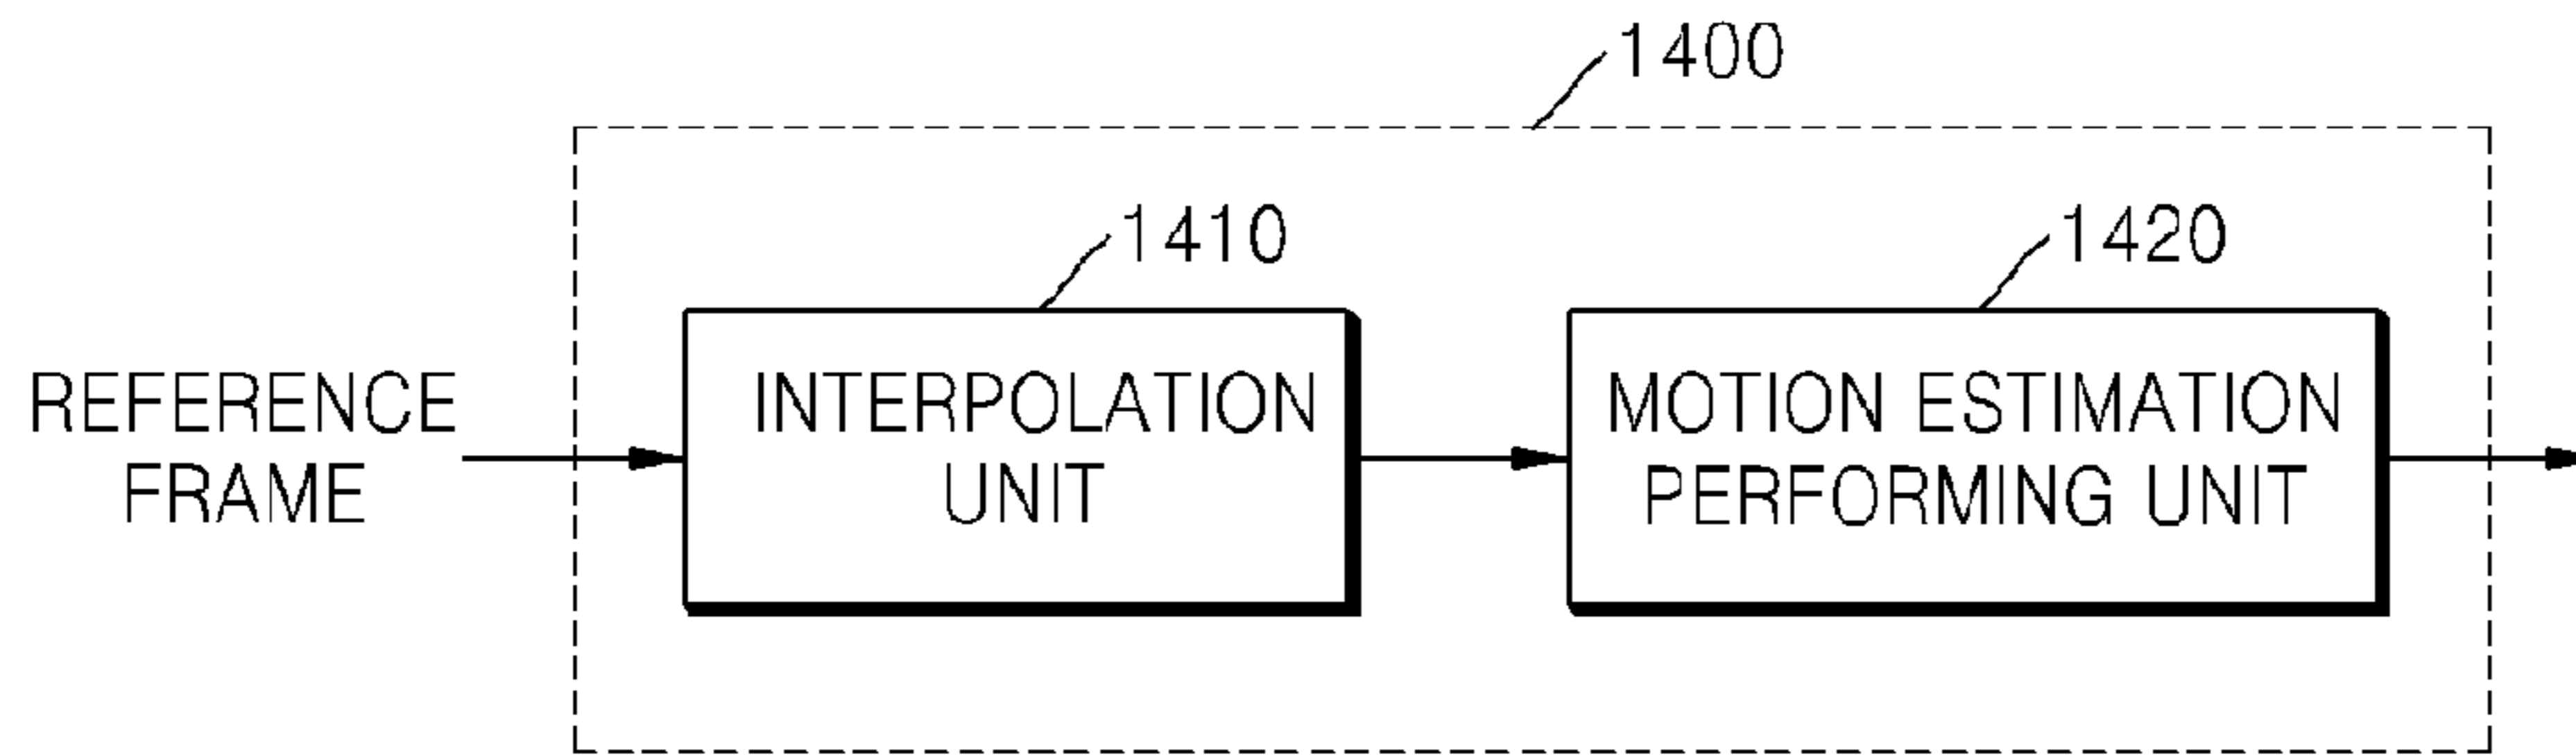 1400
1410
1420
REFERENCE
FRAME
INTERPOLATION
UNIT
MOTION ESTIMATION
PERFORMING UNIT